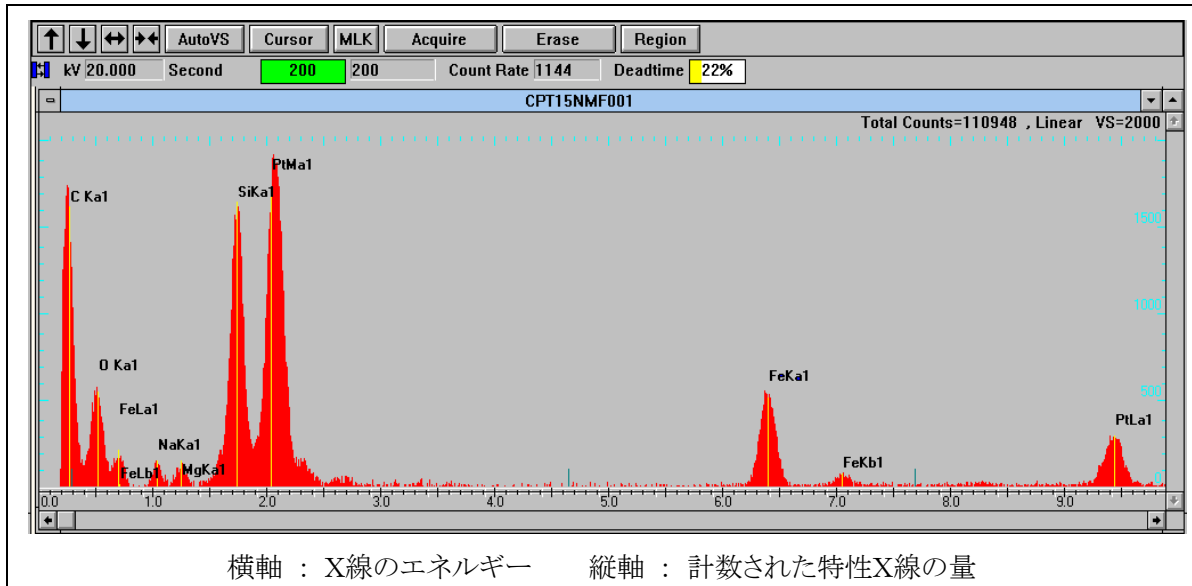 AutoVS Cursor MLK Acquire Erase Region
kV 20.000 Second 200 200 Count Rate 1144 Deadtime 22%
CPT15NMF001
Total Counts=110948 , Linear VS=2000
PtMa1
C Ka1 SiKa1
1500
1000
O Ka1 FeKa1
500
FeLa1 PtLa1
NaKa1
FeLb1 MgKa1 FeKb1
0
0.0 1.0 2.0 3.0 4.0 5.0 6.0 7.0 8.0 9.0
横軸 : X線のエネルギー 縦軸 : 計数された特性X線の量